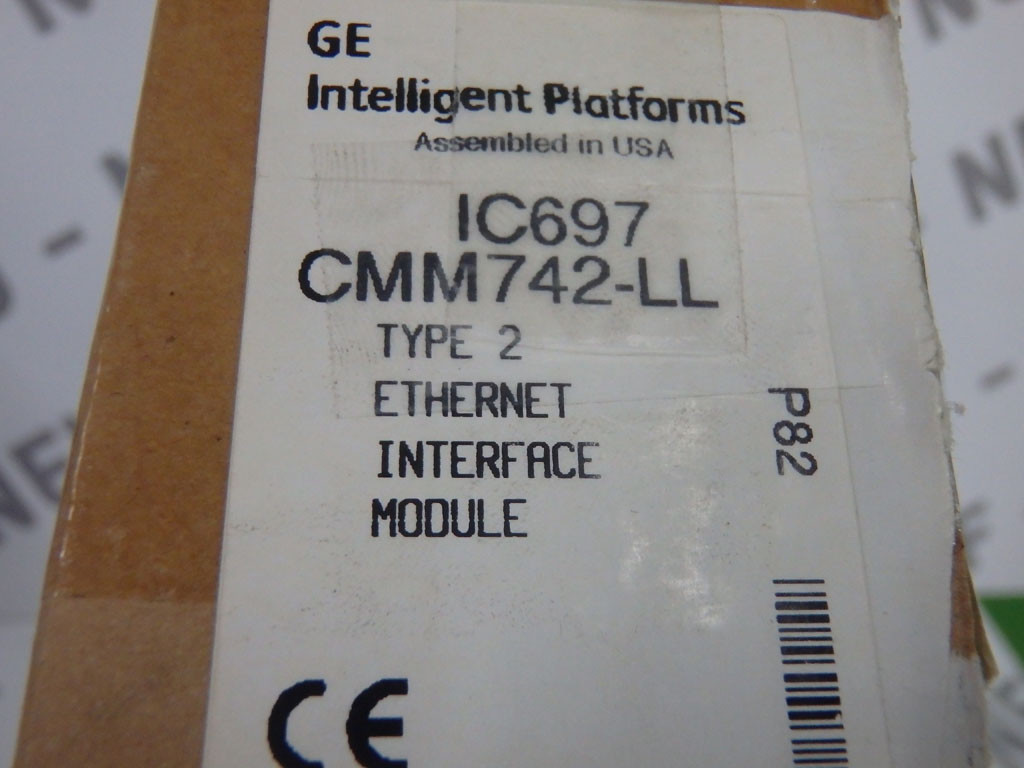 GE
Intelligent Platforms
Assembled in USA
IC697
CMM742-LL
TYPE 2
ETHERNET
INTERFACE
MODULE
P82
CE